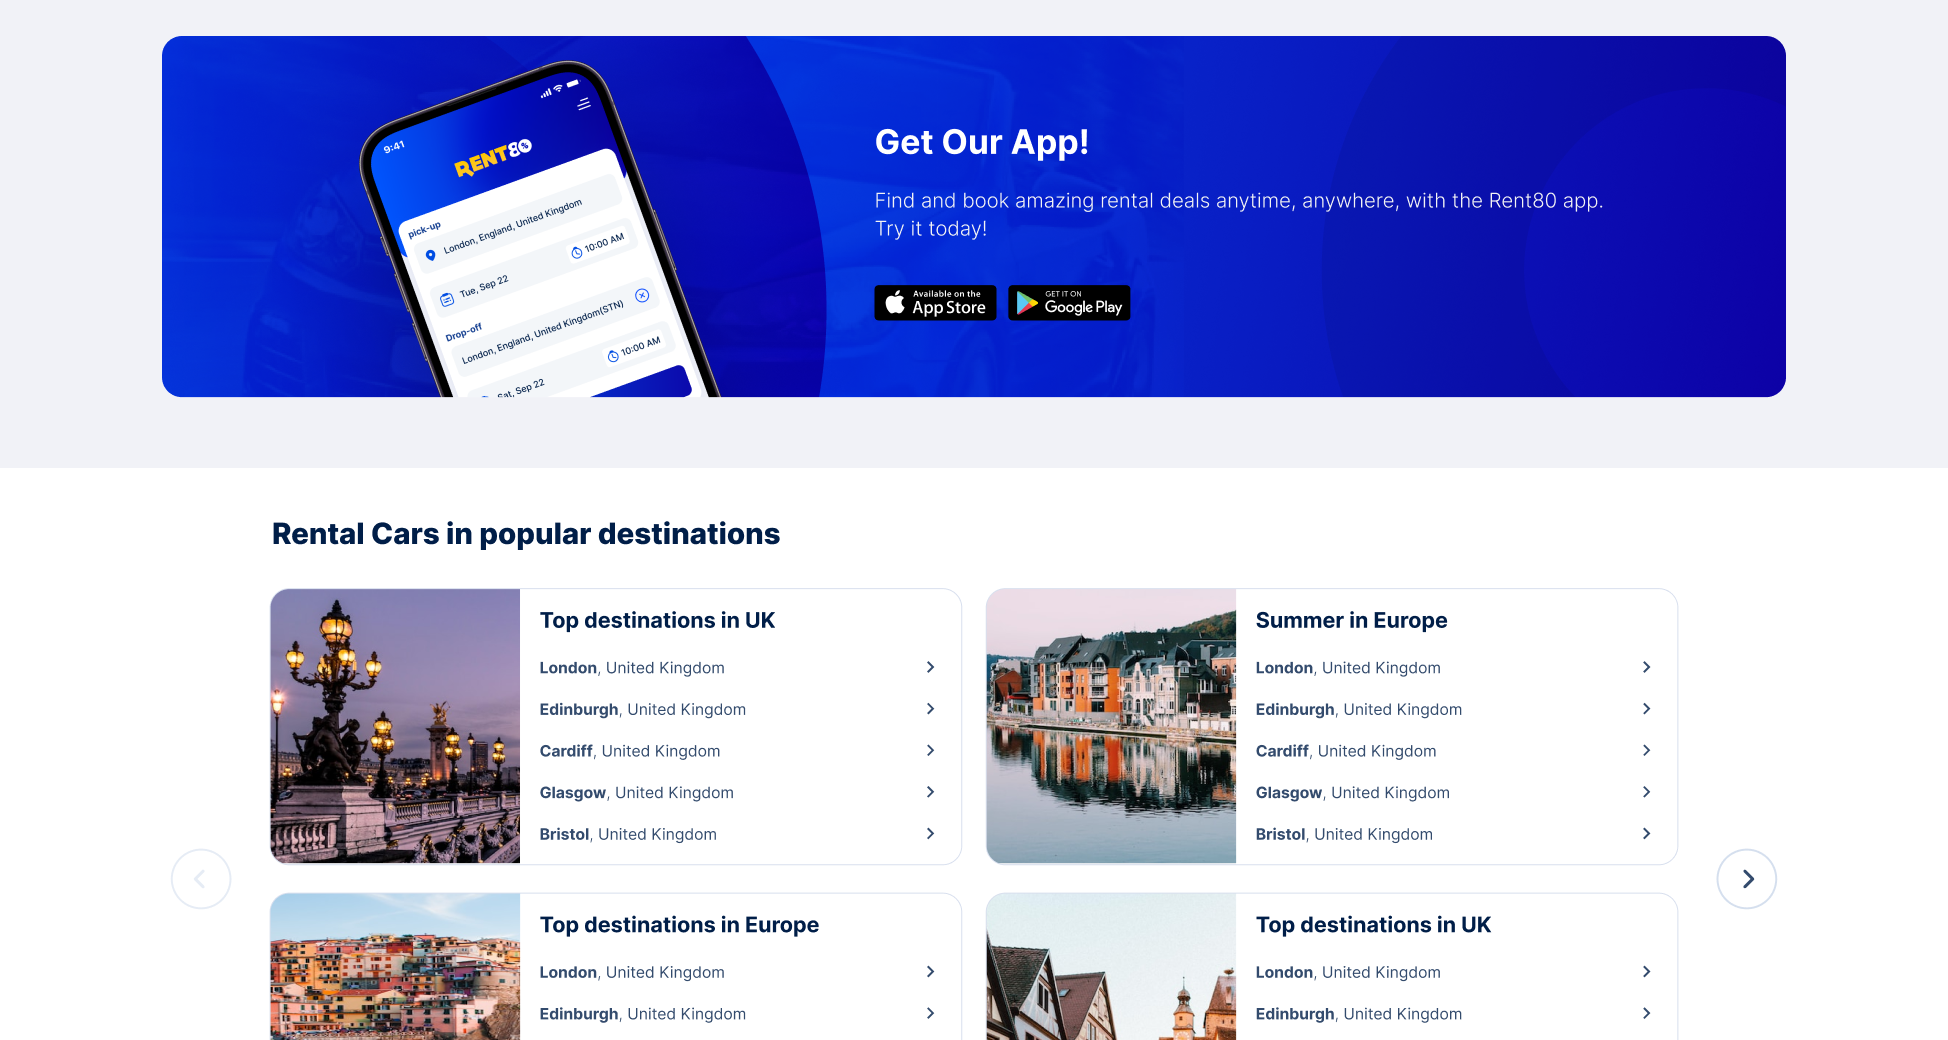 9:41
RENT80%
pick-up
London, England, United Kingdom
Tue, Sep 22
10:00 AM
Drop-off
London, England, United Kingdom(STN)
Sat, Sep 22
10:00 AM
Get Our App!
Find and book amazing rental deals anytime, anywhere, with the Rent80 app.
Try it today!
Available on the
App Store
GET IT ON
Google Play
Rental Cars in popular destinations
Top destinations in UK
London, United Kingdom
Edinburgh, United Kingdom
Cardiff, United Kingdom
Glasgow, United Kingdom
Bristol, United Kingdom
Summer in Europe
London, United Kingdom
Edinburgh, United Kingdom
Cardiff, United Kingdom
Glasgow, United Kingdom
Bristol, United Kingdom
Top destinations in Europe
London, United Kingdom
Edinburgh, United Kingdom
Top destinations in UK
London, United Kingdom
Edinburgh, United Kingdom